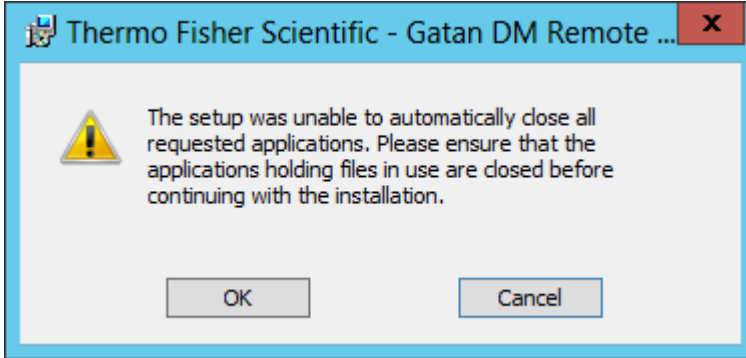 Thermo Fisher Scientific - Gatan DM Remote ...
x
The setup was unable to automatically close all
requested applications. Please ensure that the
applications holding files in use are closed before
continuing with the installation.
OK
Cancel